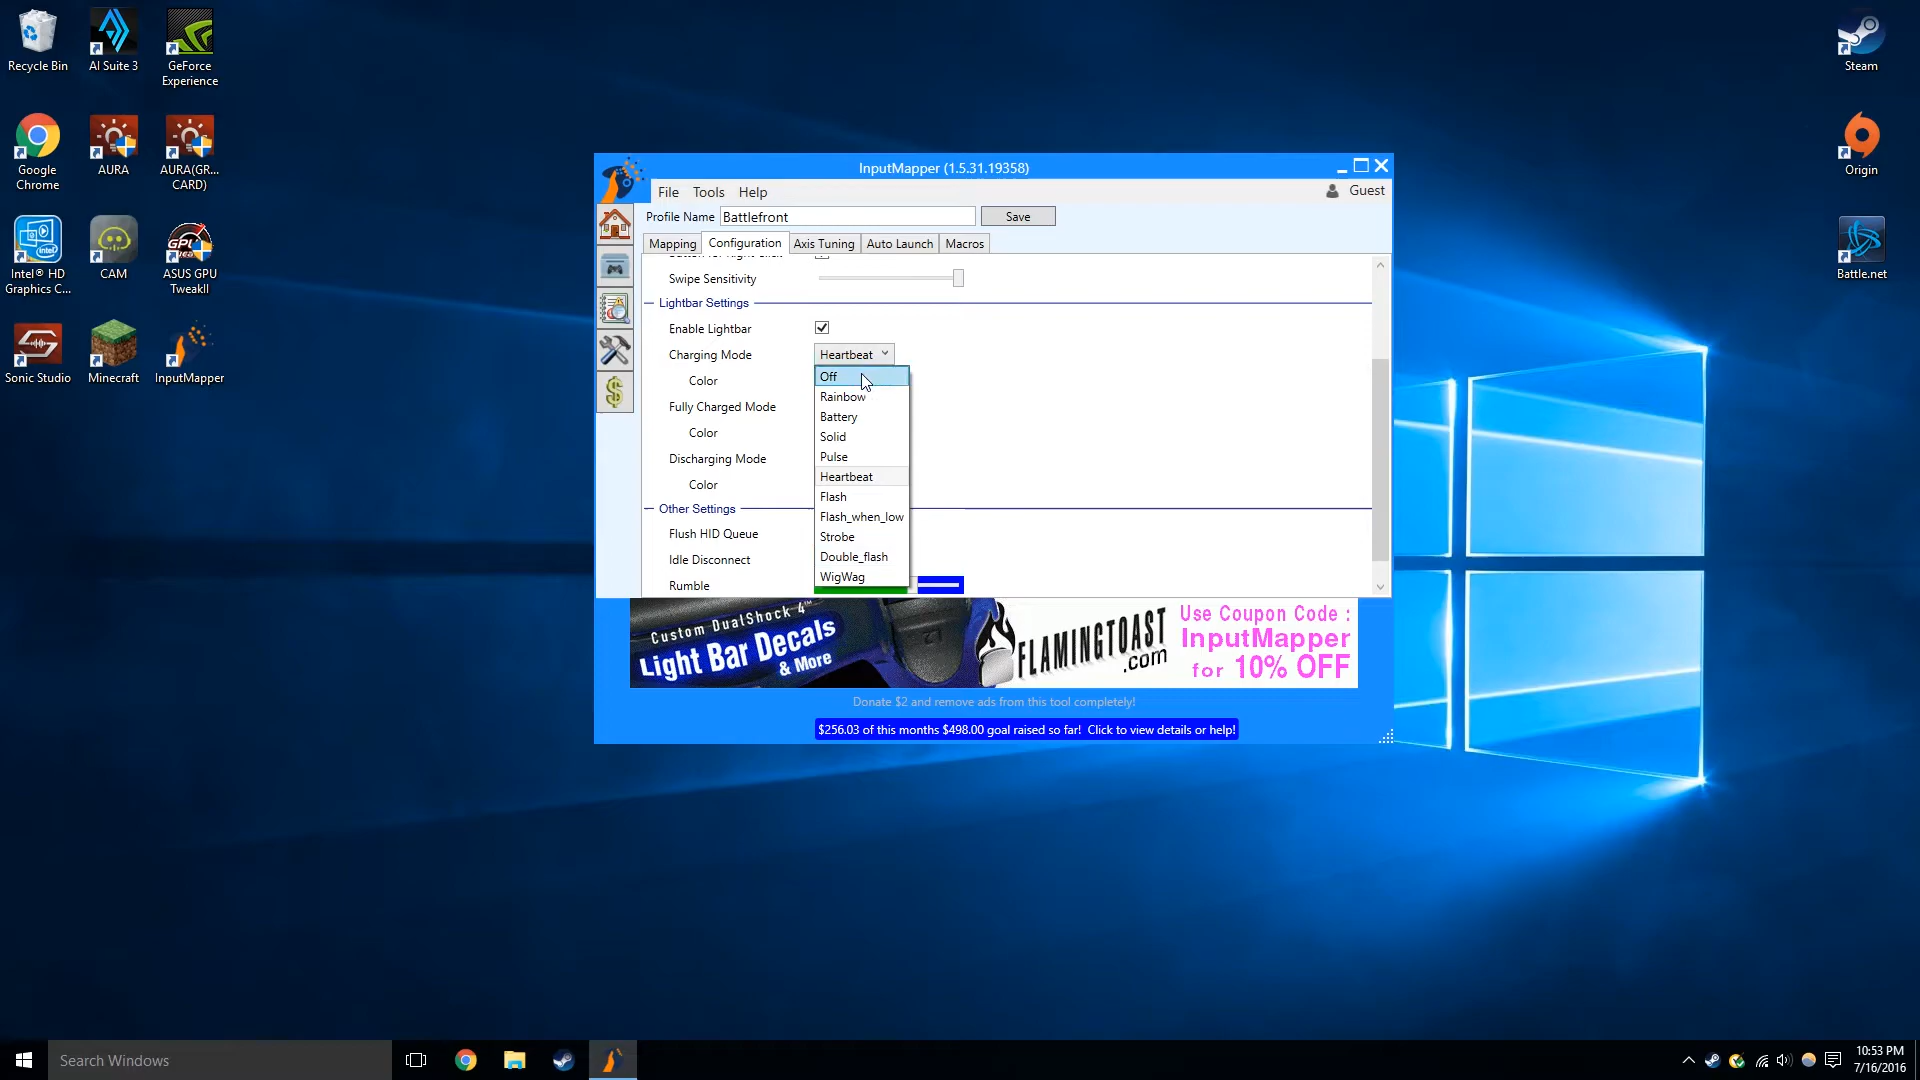 Recycle Bin
AI Suite 3
GeForce
Experience
Google
Chrome
AURA
AURA(GR...
CARD)
Intel® HD
Graphics C...
CAM
ASUS GPU
TweakII
Sonic Studio
Minecraft
InputMapper
Steam
Origin
Battle.net
InputMapper (1.5.31.19358)
File Tools Help
Guest
Profile Name Battlefront Save
Mapping Configuration Axis Tuning Auto Launch Macros
Swipe Sensitivity
Lightbar Settings
Enable Lightbar
Charging Mode Heartbeat
Color
Fully Charged Mode
Color
Discharging Mode
Color
Off
Rainbow
Battery
Solid
Pulse
Heartbeat
Flash
Flash_when_low
Strobe
Double_flash
WigWag
Other Settings
Flush HID Queue
Idle Disconnect
Rumble
Custom DualShock 4™
Light Bar Decals
& More
FLAMINGTOAST
.com
Use Coupon Code :
InputMapper
for 10% OFF
Donate $2 and remove ads from this tool completely!
$256.03 of this months $498.00 goal raised so far! Click to view details or help!
Search Windows
10:53 PM
7/16/2016